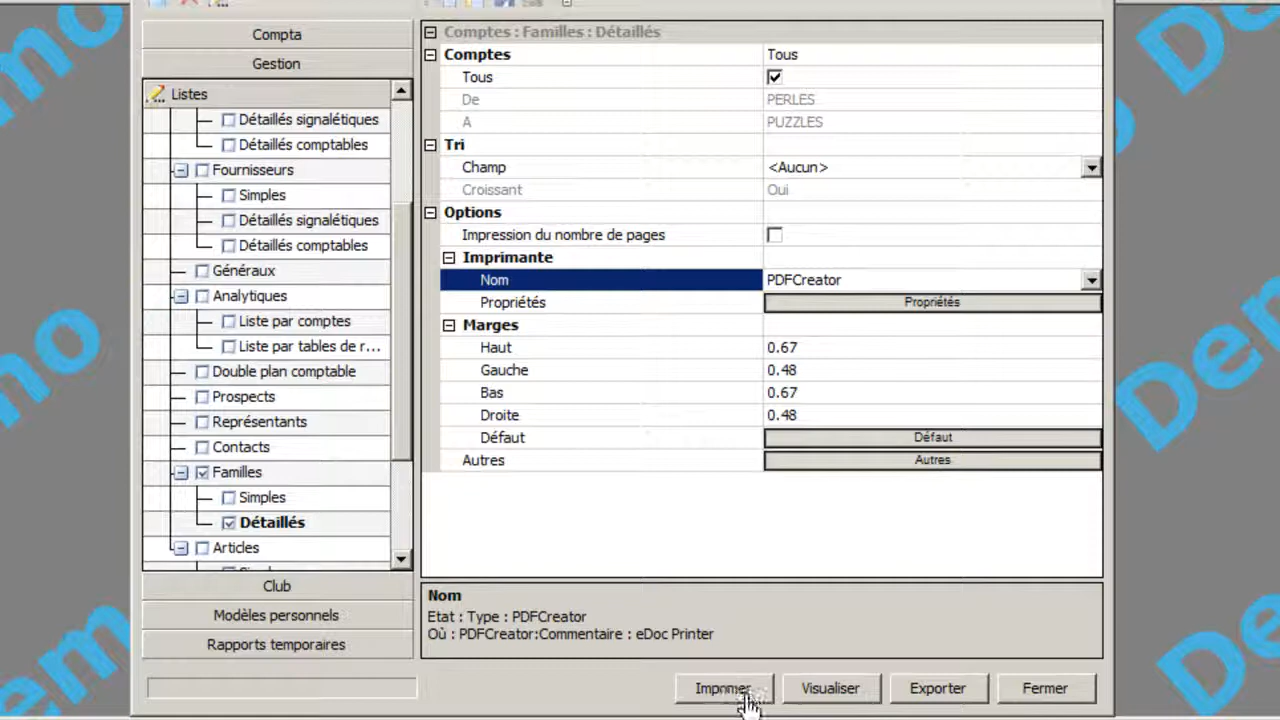 Compta
Gestion
Listes
Détaillés signalétiques
Détaillés comptables
Fournisseurs
Simples
Détaillés signalétiques
Détaillés comptables
Généraux
Analytiques
Liste par comptes
Liste par tables de r...
Double plan comptable
Prospects
Représentants
Contacts
Familles
Simples
Détaillés
Articles
Club
Modèles personnels
Rapports temporaires
Comptes : Familles : Détaillés
Comptes Tous
Tous
De PERLES
A PUZZLES
Tri
Champ <Aucun>
Croissant Oui
Options
Impression du nombre de pages
Imprimante
Nom PDFCreator
Propriétés Propriétés
Marges
Haut 0.67
Gauche 0.48
Bas 0.67
Droite 0.48
Défaut Défaut
Autres Autres
Nom
Etat : Type : PDFCreator
Où : PDFCreator:Commentaire : eDoc Printer
Imprimer Visualiser Exporter Fermer